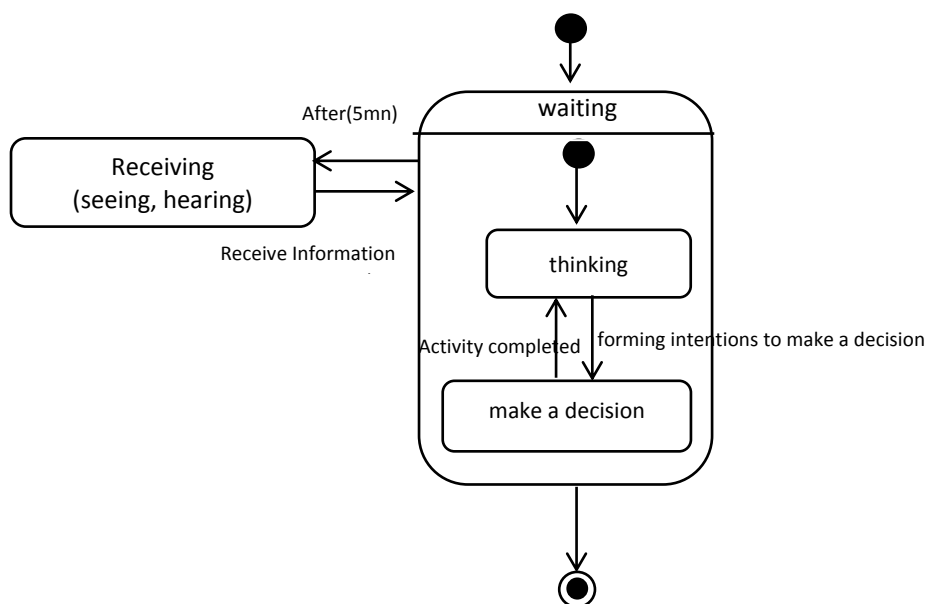 waiting
After(5mn)
Receiving
(seeing, hearing)
Receive Information
thinking
Activity completed
forming intentions to make a decision
make a decision